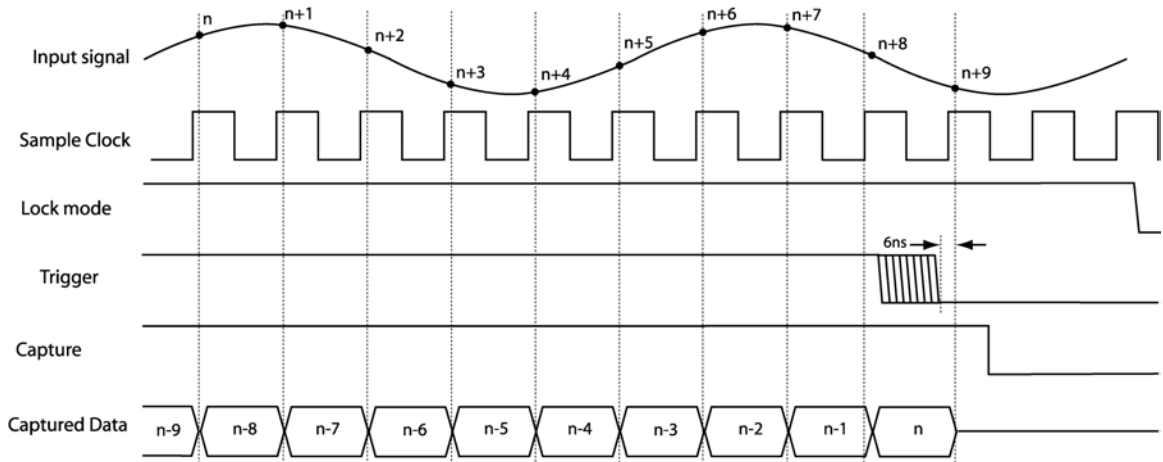 n
n+1
n+2
n+3
n+4
n+5
n+6
n+7
n+8
n+9
Input signal
Sample Clock
Lock mode
6ns
Trigger
Capture
Captured Data
n-9
n-8
n-7
n-6
n-5
n-4
n-3
n-2
n-1
n